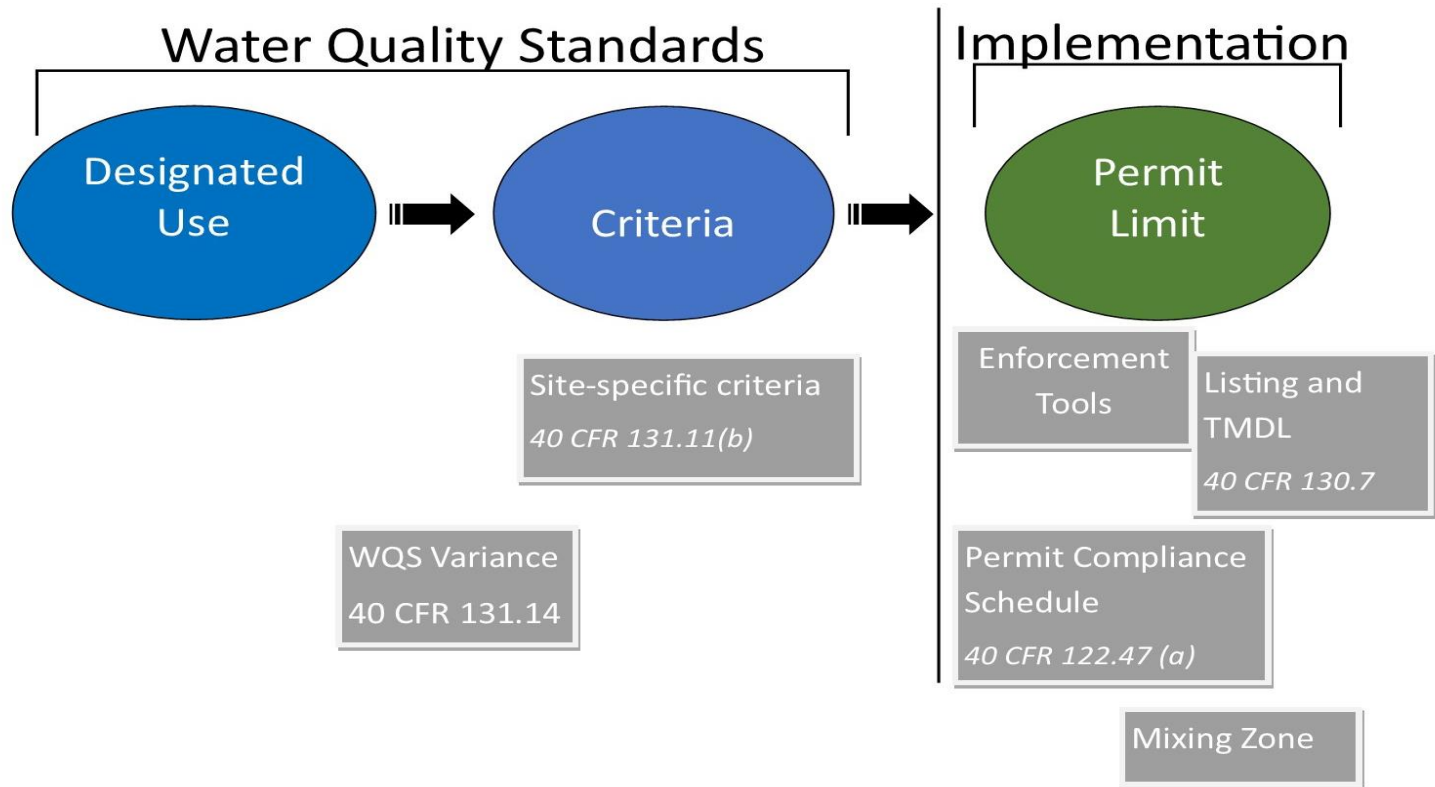 Water Quality Standards
Implementation
Designated
Use
Criteria
Permit
Limit
Site-specific criteria
40 CFR 131.11(b)
WQS Variance
40 CFR 131.14
Enforcement
Tools
Listing and
TMDL
40 CFR 130.7
Permit Compliance
Schedule
40 CFR 122.47 (a)
Mixing Zone